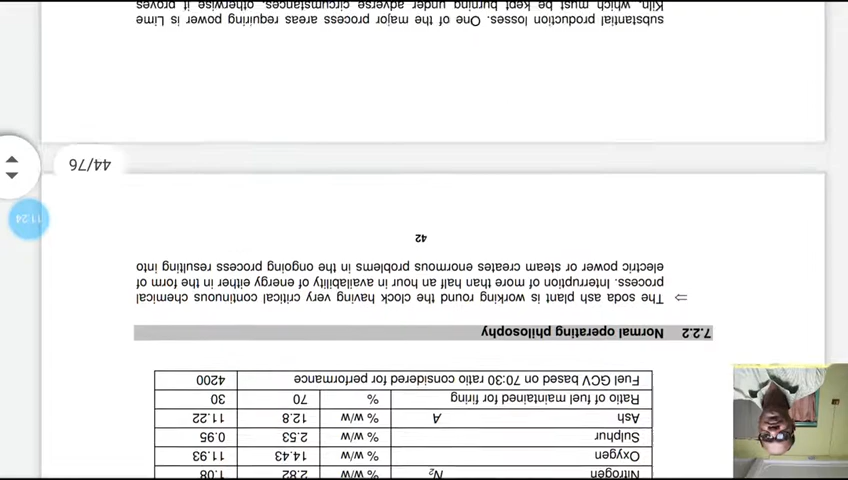 Nitrogen N₂ % w/w 2.82 1.08
Oxygen % w/w 14.43 11.93
Sulphur % w/w 2.53 0.95
Ash A % w/w 12.8 11.22
Ratio of fuel maintained for firing % 70 30
Fuel GCV based on 70:30 ratio considered for performance 4200
7.2.2 Normal operating philosophy
⇒ The soda ash plant is working round the clock having very critical continuous chemical
process. Interruption of more than half an hour in availability of energy either in the form of
electric power or steam creates enormous problems in the ongoing process resulting into
42
11:24
44/76
substantial production losses. One of the major process areas requiring power is Lime
Kiln, which must be kept burning under adverse circumstances, otherwise it proves